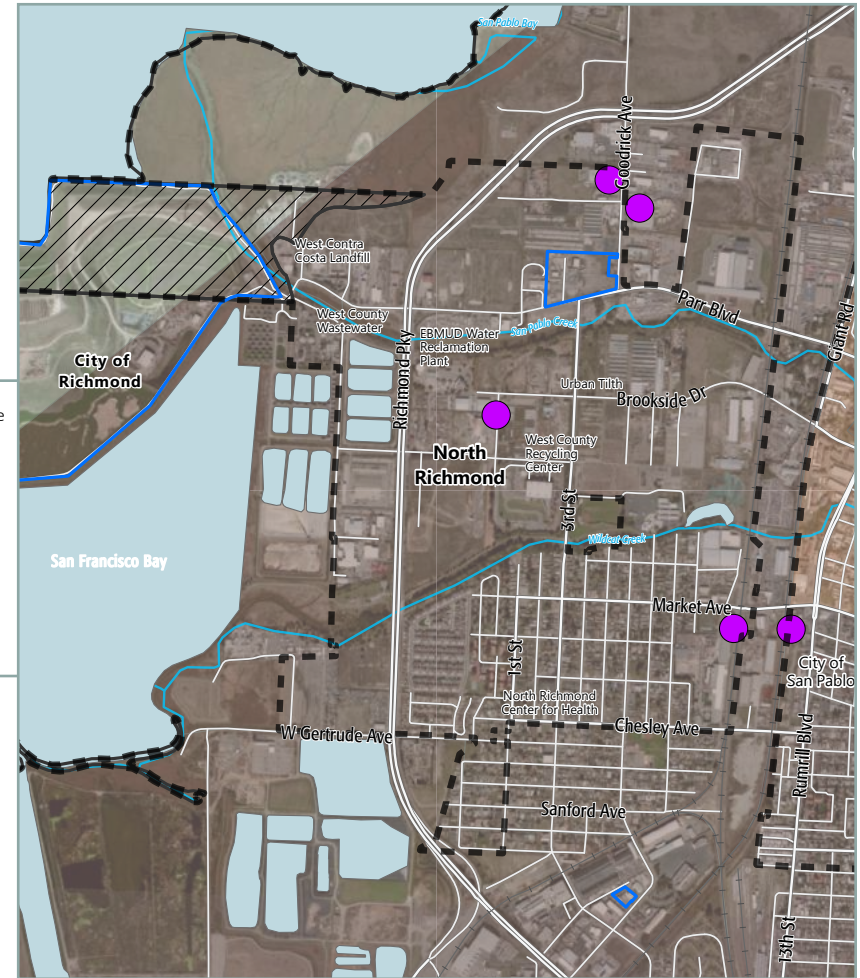 San Pablo Bay
Goodrick Ave
West Contra
Costa Landfill
West County
Wastewater
EBMUD Water
Reclamation
Plant
San Pablo Creek
Parr Blvd
Giant Rd
City of
Richmond
Richmond Pky
Urban Tilth
Brookside Dr
e
North
Richmond
West County
Recycling
Center
3rd St
Wildcat Creek
San Francisco Bay
Market Ave
1st St
City of
San Pablo
North Richmond
Center for Health
W Gertrude Ave
Chesley Ave
Rumrill Blvd
Sanford Ave
13th St